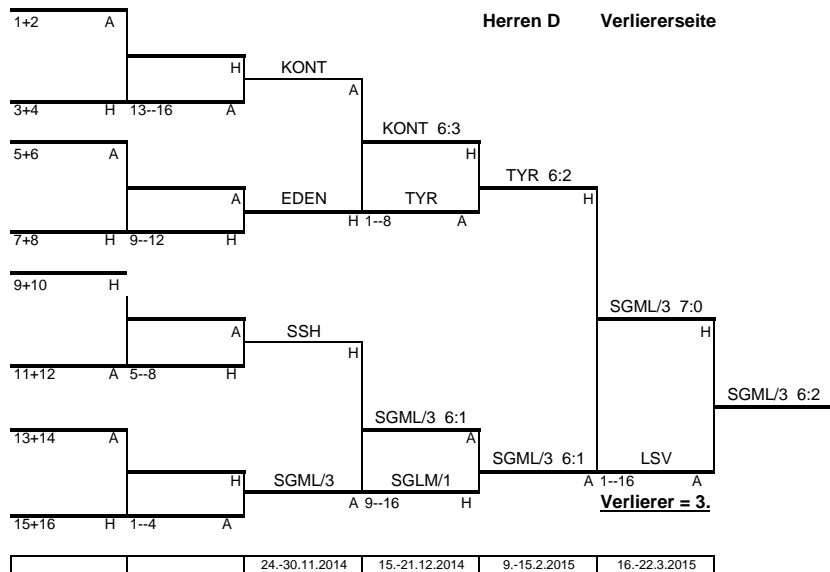 Herren D Verliererseite
1+2 A
H KONT
A
3+4 H 13--16 A
KONT 6:3
5+6 A
H
TYR 6:2
A EDEN TYR
H
H 1--8 A
7+8 H 9--12 H
9+10 H
SGML/3 7:0
A SSH
H
H
11+12 A 5--8 H
SGML/3 6:2
SGML/3 6:1
13+14 A
A
SGML/3 6:1 LSV
H SGML/3 SGLM/1
A 1--16 A
A 9--16 H
Verlierer = 3.
15+16 H 1--4 A
24.-30.11.2014 15.-21.12.2014 9.-15.2.2015 16.-22.3.2015